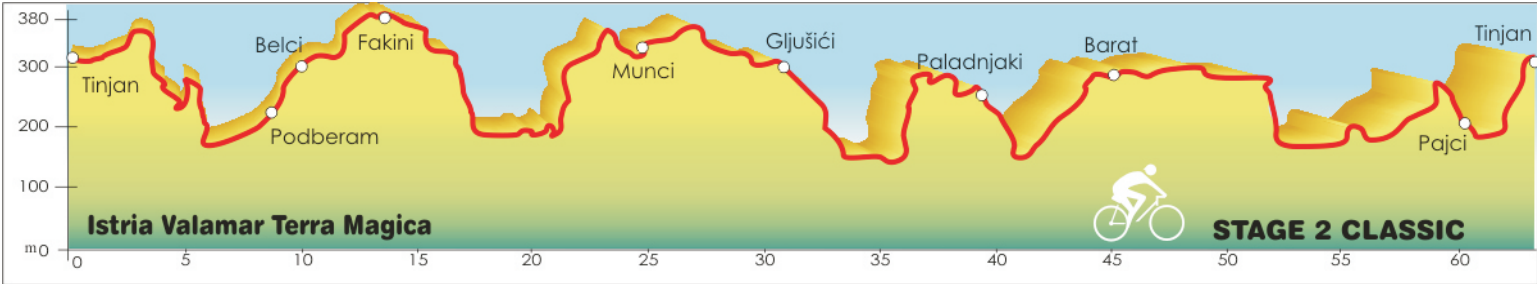 380
300
200
100
m 0
Tinjan
Podberam
Belci
Fakini
Munci
Gljušići
Paladnjaki
Barat
Pajci
Tinjan
Istria Valamar Terra Magica
STAGE 2 CLASSIC
0 5 10 15 20 25 30 35 40 45 50 55 60